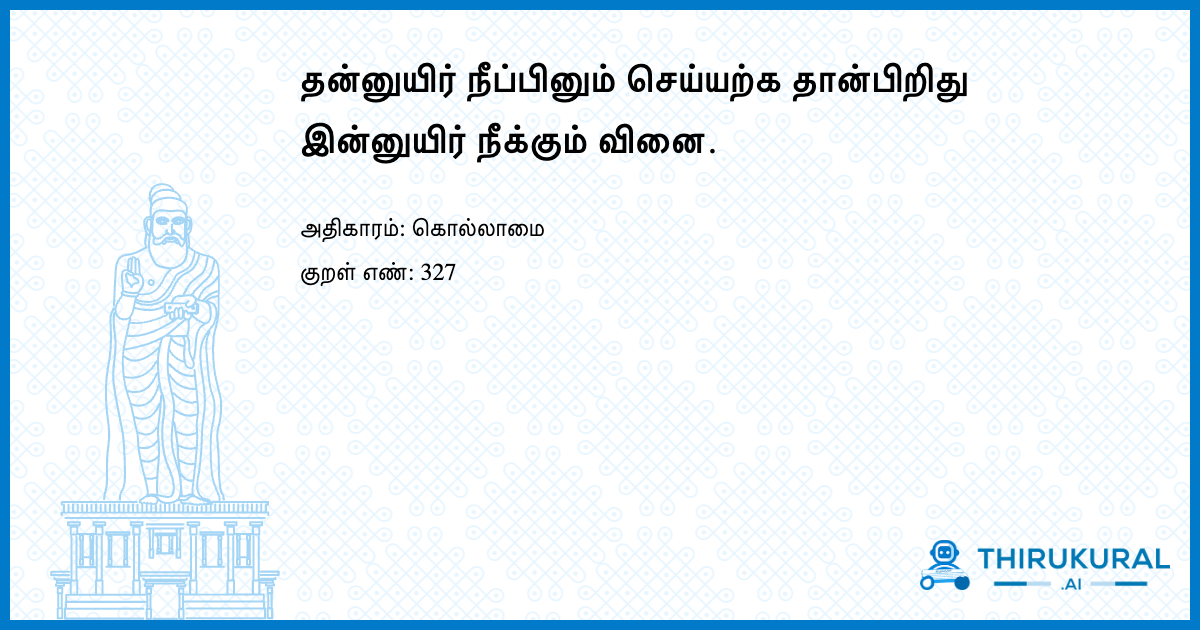 தன்னுயிர் நீப்பினும் செய்யற்க தான்பிறிது
இன்னுயிர் நீக்கும் வினை.
அதிகாரம்: கொல்லாமை
குறள் எண்: 327
THIRUKURAL
.AI